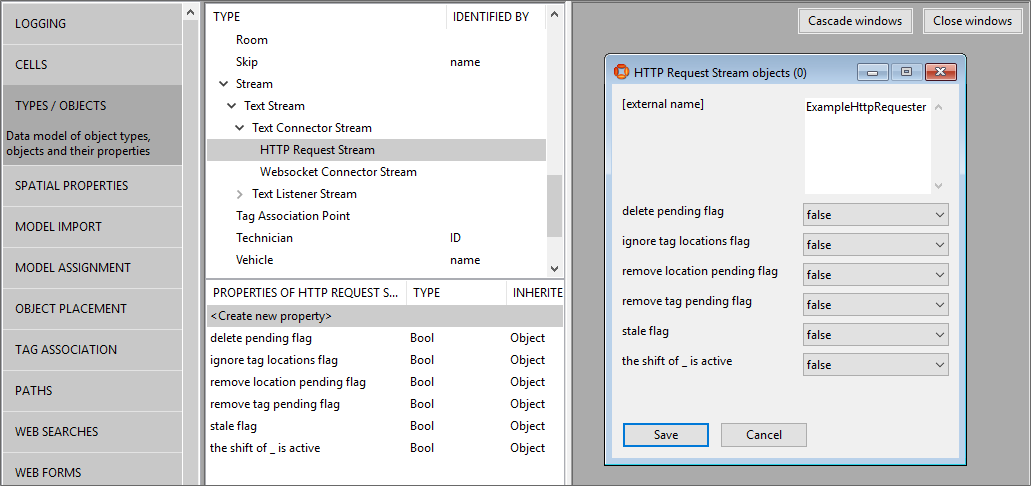 LOGGING
CELLS
TYPES / OBJECTS
Data model of object types,
objects and their properties
SPATIAL PROPERTIES
MODEL IMPORT
MODEL ASSIGNMENT
OBJECT PLACEMENT
TAG ASSOCIATION
PATHS
WEB SEARCHES
WEB FORMS
TYPE IDENTIFIED BY
Room
Skip name
Stream
Text Stream
Text Connector Stream
HTTP Request Stream
Websocket Connector Stream
Text Listener Stream
Tag Association Point
Technician ID
Vehicle name
PROPERTIES OF HTTP REQUEST S... TYPE INHERITE
<Create new property>
delete pending flag Bool Object
ignore tag locations flag Bool Object
remove location pending flag Bool Object
remove tag pending flag Bool Object
stale flag Bool Object
the shift of _ is active Bool Object
Cascade windows Close windows
HTTP Request Stream objects (0)
[external name] ExampleHttpRequester
delete pending flag false
ignore tag locations flag false
remove location pending flag false
remove tag pending flag false
stale flag false
the shift of _ is active false
Save Cancel